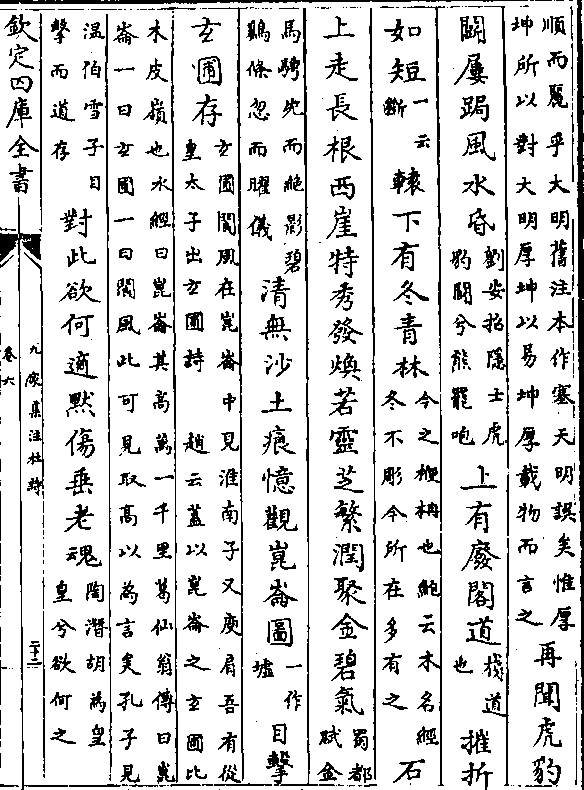 順而麗乎大明舊注本作塞天明誤矣惟厚坤所以對大明厚坤以易坤厚載物而言之再聞虎豹
鬭屢跼風水昏劉安招隱士虎豹鬭兮熊羆咆上有廢閣道棧道也摧折
如短一云斷轅下有冬青林今之楩楠也鮑云木名經冬不彫今所在多有之石
上走長根西崖特秀發煥若靈芝繁潤聚金碧氣蜀都賦金
馬騁光而絶影碧鷄條忽而曜儀清無沙土痕憶觀崑崙圖一作墟目擊
玄圃存玄圃閬風在崑崙中見淮南子又庾肩吾有從皇太子出玄圃詩 趙云蓋以崑崙之玄圃比
木皮嶺也水經曰崑崙其高萬一千里葛仙翁傳曰崑崙一曰玄圃一曰閬風此可見取高以為言矣孔子見
温伯雪子目擊而道存對此欲何適默傷垂老魂陶潛胡為皇皇兮欲何之
欽定四庫全書
九家集注杜詩
卷六
二十三